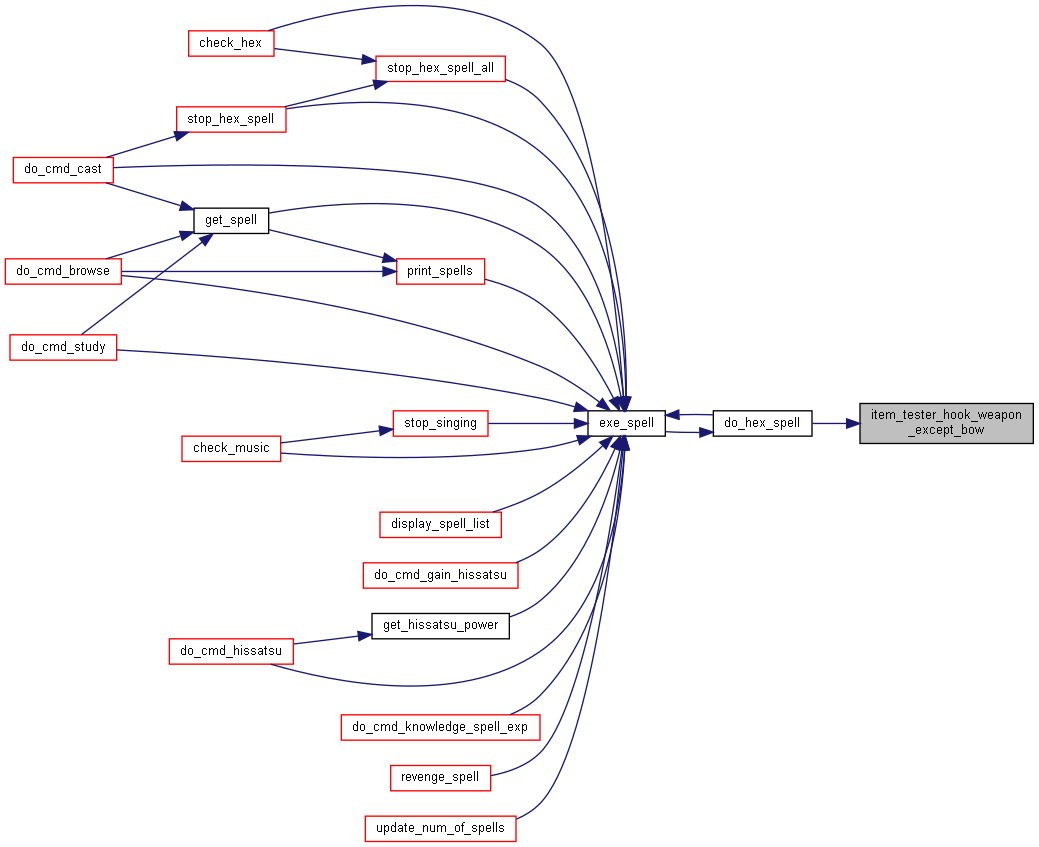 check_hex
stop_hex_spell_all
stop_hex_spell
do_cmd_cast
get_spell
do_cmd_browse
print_spells
do_cmd_study
stop_singing
exe_spell
do_hex_spell
item_tester_hook_weapon
_except_bow
check_music
display_spell_list
do_cmd_gain_hissatsu
get_hissatsu_power
do_cmd_hissatsu
do_cmd_knowledge_spell_exp
revenge_spell
update_num_of_spells